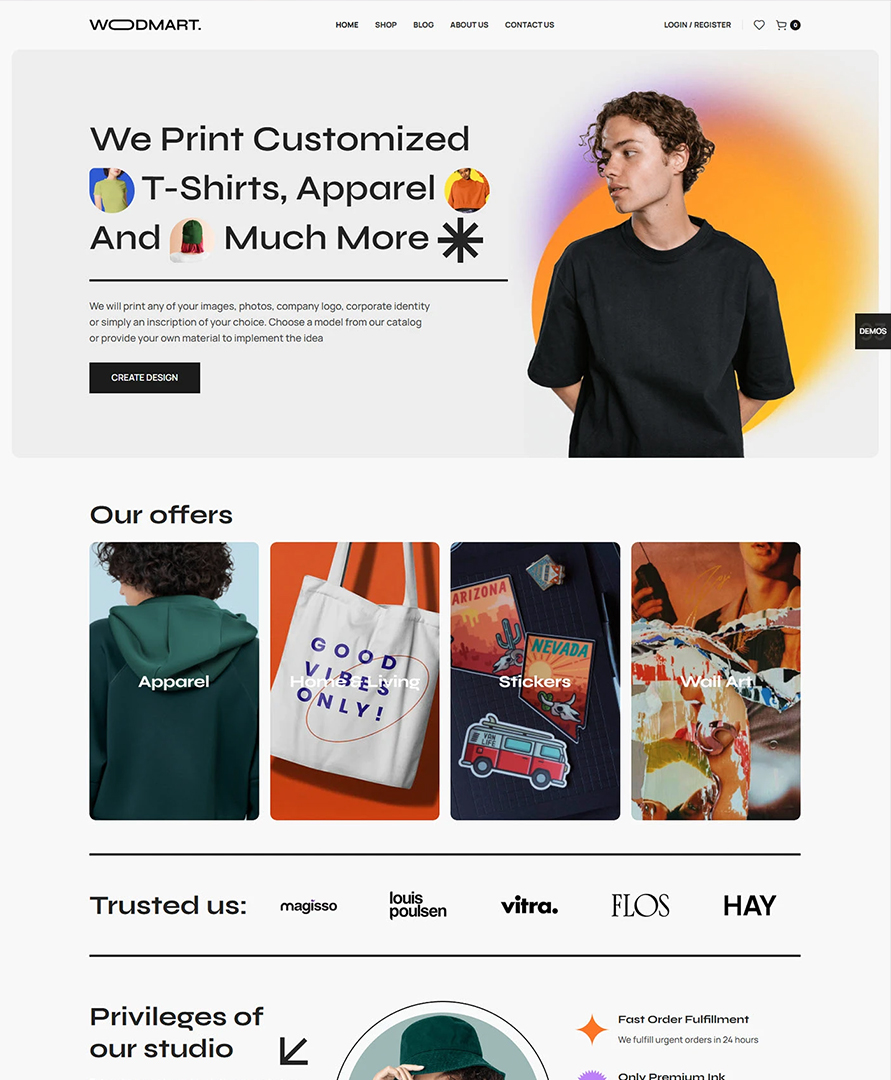 WOODMART.
HOME SHOP BLOG ABOUT US CONTACT US
LOGIN / REGISTER
0
We Print Customized
T-Shirts, Apparel
And Much More
We will print any of your images, photos, company logo, corporate identity
or simply an inscription of your choice. Choose a model from our catalog
or provide your own material to implement the idea
CREATE DESIGN
DEMOS
Our offers
Apparel
GOOD
VIBES
ONLY!
Home & Living
ARIZONA
NEVADA
VAN
LIFE
Stickers
Wall Art
Trusted us:
magisso
louis
poulsen
vitra.
FLOS
HAY
Privileges of
our studio
Fast Order Fulfillment
We fulfill urgent orders in 24 hours
Only Premium Ink